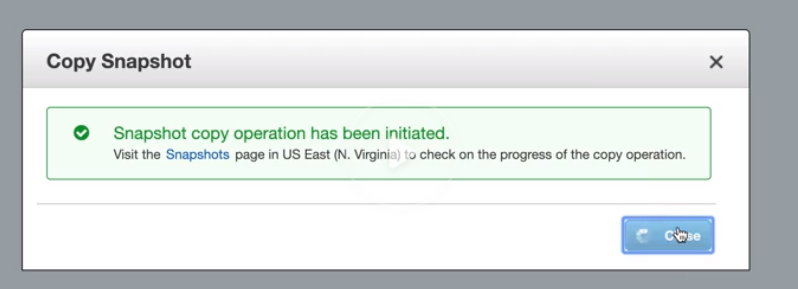 Copy Snapshot
Snapshot copy operation has been initiated.
Visit the Snapshots page in US East (N. Virginia) to check on the progress of the copy operation.
Close